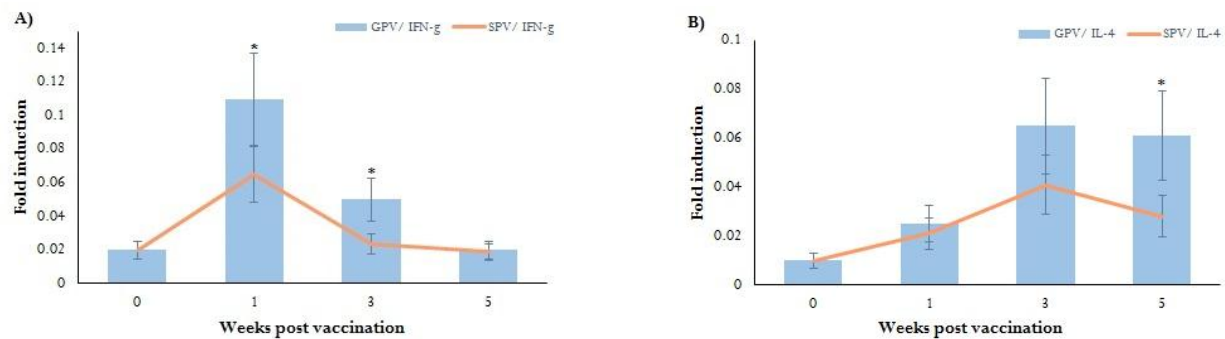 A)
GPV/ IFN-g SPV/ IFN-g
0.14
0.12
0.1
0.08
0.06
0.04
0.02
0
Fold induction
*
*
0 1 3 5
Weeks post vaccination
B)
GPV/ IL-4 SPV/ IL-4
0.1
0.08
0.06
0.04
0.02
0
Fold induction
*
0 1 3 5
Weeks post vaccination